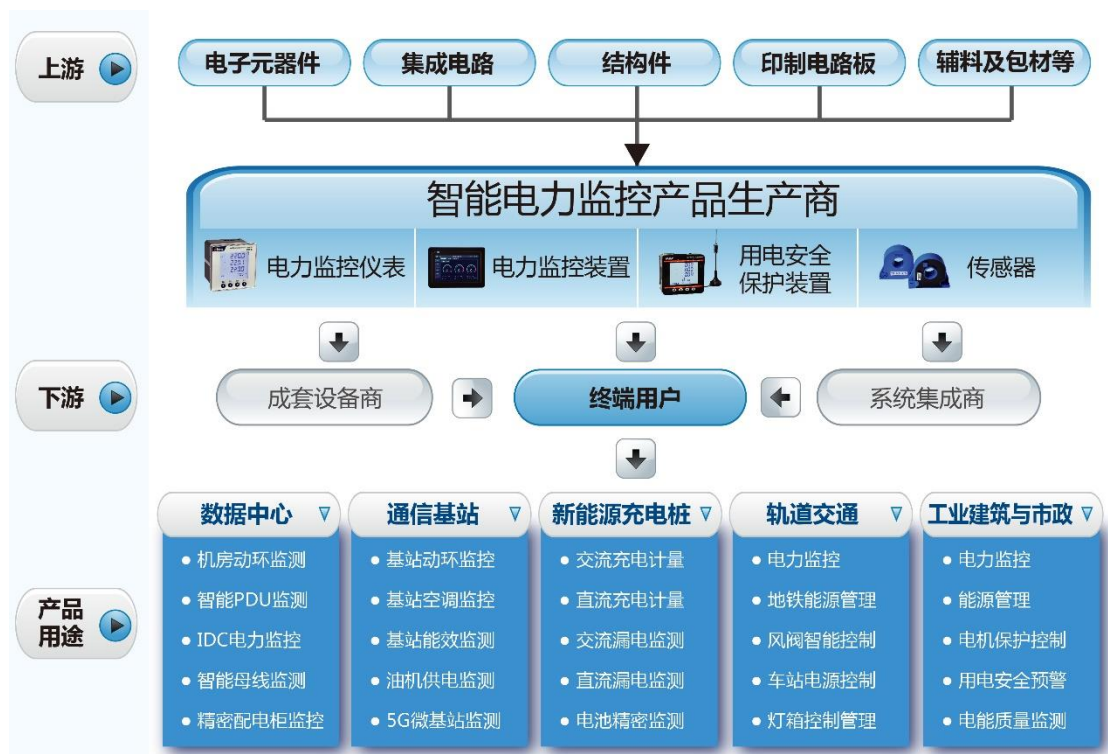 上游
电子元器件
集成电路
结构件
印制电路板
辅料及包材等
智能电力监控产品生产商
电力监控仪表
电力监控装置
用电安全
保护装置
传感器
下游
成套设备商
终端用户
系统集成商
产品
用途
数据中心
机房动环监测
智能PDU监测
IDC电力监控
智能母线监测
精密配电柜监控
通信基站
基站动环监控
基站空调监控
基站能效监测
油机供电监测
5G微基站监测
新能源充电桩
交流充电计量
直流充电计量
交流漏电监测
直流漏电监测
电池精密监测
轨道交通
电力监控
地铁能源管理
风阀智能控制
车站电源控制
灯箱控制管理
工业建筑与市政
电力监控
能源管理
电机保护控制
用电安全预警
电能质量监测